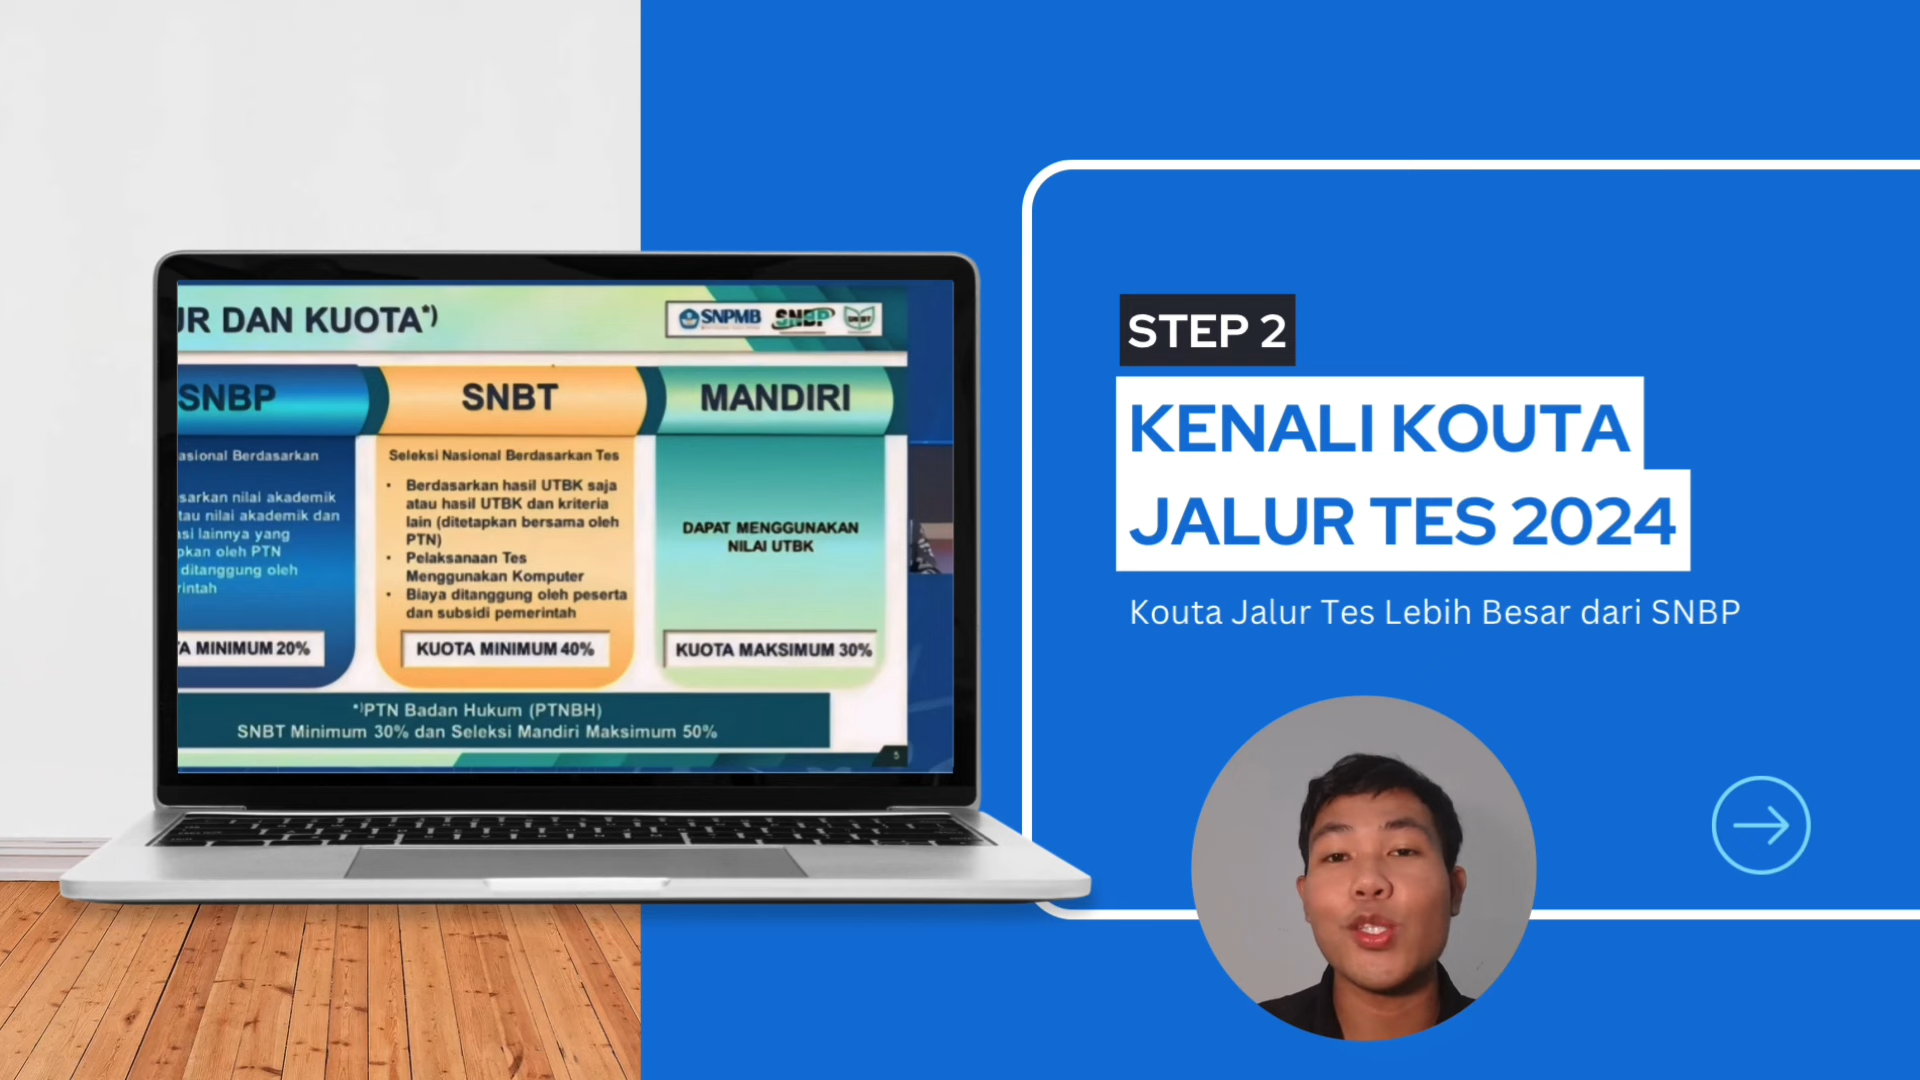 UR DAN KUOTA*)
SNPMB SNBP
SNBP
asional Berdasarkan
sarkan nilai akademik
tau nilai akademik dan
asi lainnya yang
pkan oleh PTN
ditanggung oleh
rintah
A MINIMUM 20%
SNBT
Seleksi Nasional Berdasarkan Tes
• Berdasarkan hasil UTBK saja
atau hasil UTBK dan kriteria
lain (ditetapkan bersama oleh
PTN)
• Pelaksanaan Tes
Menggunakan Komputer
• Biaya ditanggung oleh peserta
dan subsidi pemerintah
KUOTA MINIMUM 40%
MANDIRI
DAPAT MENGGUNAKAN
NILAI UTBK
KUOTA MAKSIMUM 30%
*)PTN Badan Hukum (PTNBH)
SNBT Minimum 30% dan Seleksi Mandiri Maksimum 50%
5
STEP 2
KENALI KOUTA
JALUR TES 2024
Kouta Jalur Tes Lebih Besar dari SNBP